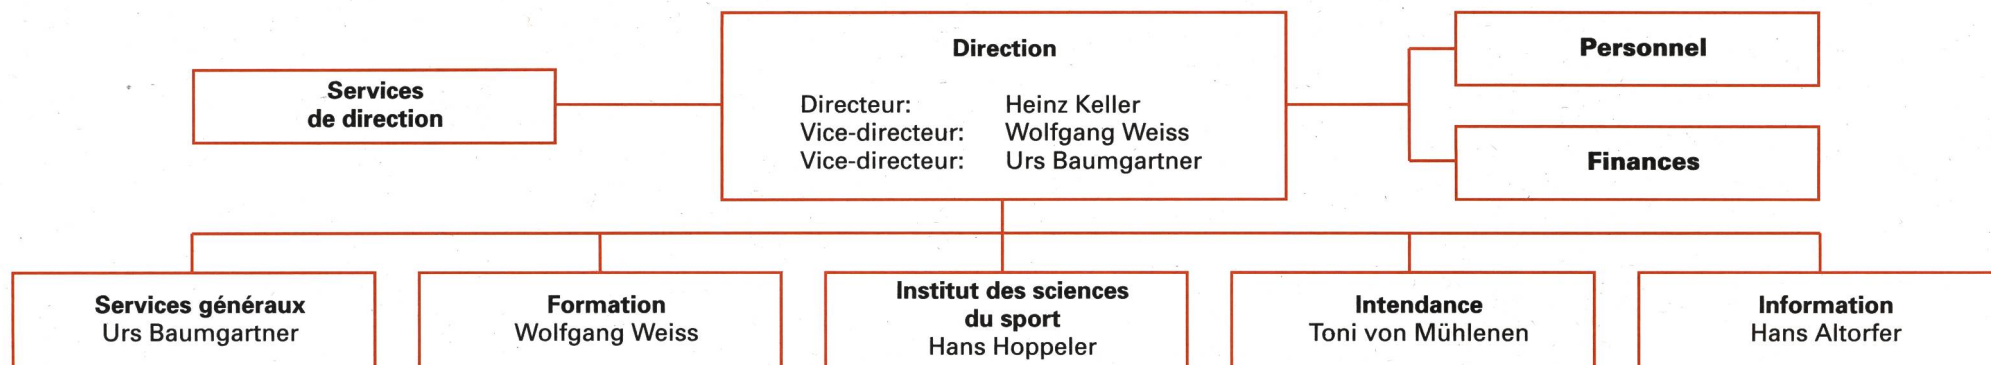 Direction
Directeur: Heinz Keller
Vice-directeur: Wolfgang Weiss
Vice-directeur: Urs Baumgartner
Services
de direction
Personnel
Finances
Services généraux
Urs Baumgartner
Formation
Wolfgang Weiss
Institut des sciences
du sport
Hans Hoppeler
Intendance
Toni von Mühlenen
Information
Hans Altorfer